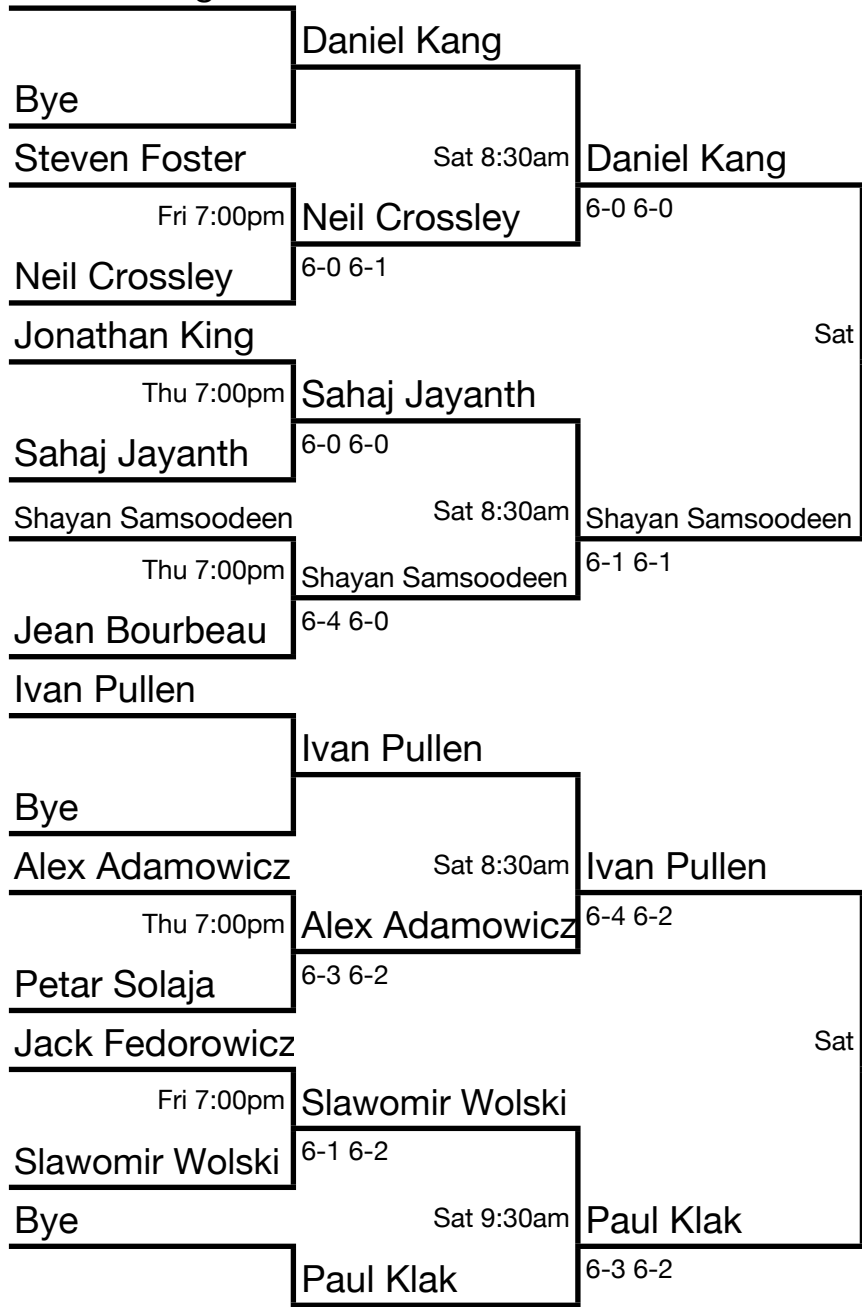 Daniel Kang
Bye
Steven Foster
Sat 8:30am
Daniel Kang
Fri 7:00pm
Neil Crossley
6-0 6-0
Neil Crossley
6-0 6-1
Jonathan King
Sat
Thu 7:00pm
Sahaj Jayanth
Sahaj Jayanth
6-0 6-0
Shayan Samsoodeen
Sat 8:30am
Shayan Samsoodeen
Thu 7:00pm
Shayan Samsoodeen
6-1 6-1
Jean Bourbeau
6-4 6-0
Ivan Pullen
Ivan Pullen
Bye
Alex Adamowicz
Sat 8:30am
Ivan Pullen
Thu 7:00pm
Alex Adamowicz
6-4 6-2
Petar Solaja
6-3 6-2
Jack Fedorowicz
Sat
Fri 7:00pm
Slawomir Wolski
Slawomir Wolski
6-1 6-2
Bye
Sat 9:30am
Paul Klak
Paul Klak
6-3 6-2